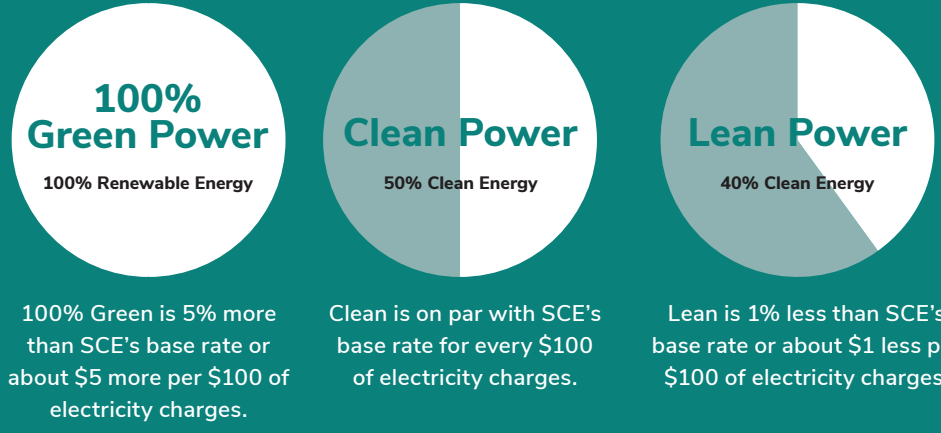 100%
Green Power
100% Renewable Energy
100% Green is 5% more
than SCE's base rate or
about $5 more per $100 of
electricity charges.
Clean Power
50% Clean Energy
Clean is on par with SCE's
base rate for every $100
of electricity charges.
Lean Power
40% Clean Energy
Lean is 1% less than SCE's
base rate or about $1 less p
$100 of electricity charges